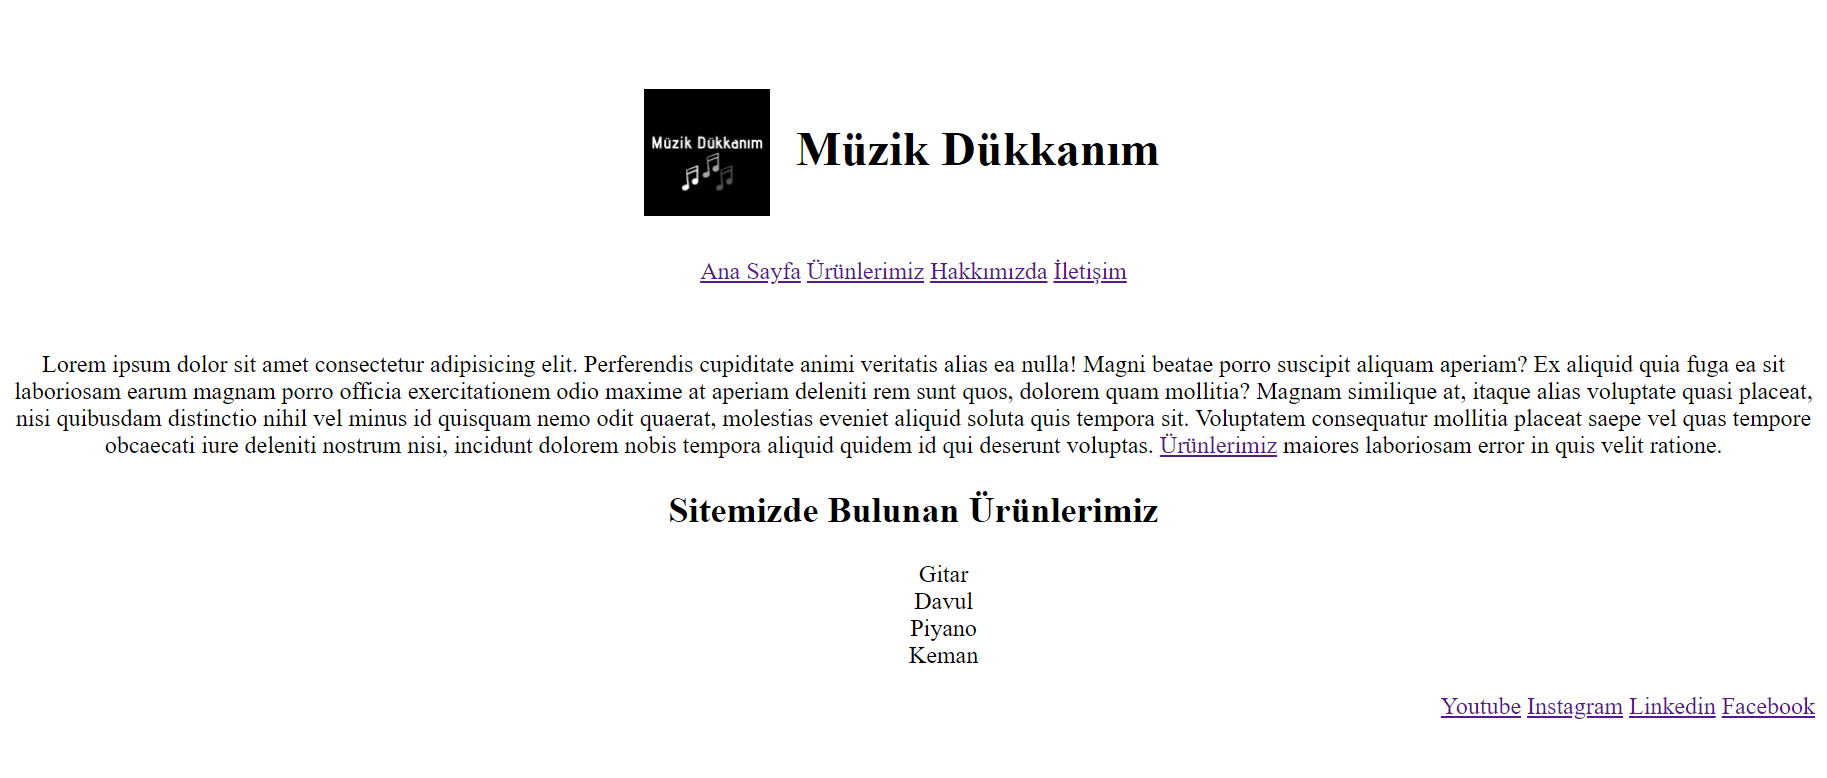 Müzik Dükkanım
Müzik Dükkanım
Ana Sayfa Ürünlerimiz Hakkımızda İletişim
Lorem ipsum dolor sit amet consectetur adipisicing elit. Perferendis cupiditate animi veritatis alias ea nulla! Magni beatae porro suscipit aliquam aperiam? Ex aliquid quia fuga ea sit
laboriosam earum magnam porro officia exercitationem odio maxime at aperiam deleniti rem sunt quos, dolorem quam mollitia? Magnam similique at, itaque alias voluptate quasi placeat,
nisi quibusdam distinctio nihil vel minus id quisquam nemo odit quaerat, molestias eveniet aliquid soluta quis tempora sit. Voluptatem consequatur mollitia placeat saepe vel quas tempore
obcaecati iure deleniti nostrum nisi, incidunt dolorem nobis tempora aliquid quidem id qui deserunt voluptas. Ürünlerimiz maiores laboriosam error in quis velit ratione.
Sitemizde Bulunan Ürünlerimiz
Gitar
Davul
Piyano
Keman
Youtube Instagram Linkedin Facebook